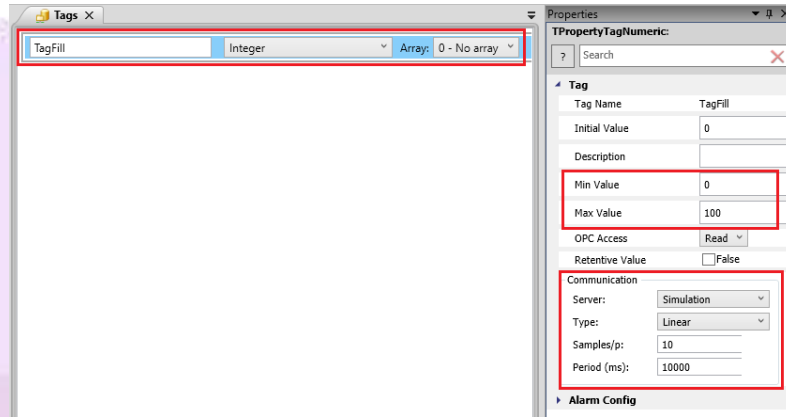 Tags
TagFill Integer Array: 0 - No array
Properties
TPropertyTagNumeric:
? Search
Tag
Tag Name TagFill
Initial Value 0
Description
Min Value 0
Max Value 100
OPC Access Read
Retentive Value False
Communication
Server: Simulation
Type: Linear
Samples/p: 10
Period (ms): 10000
Alarm Config